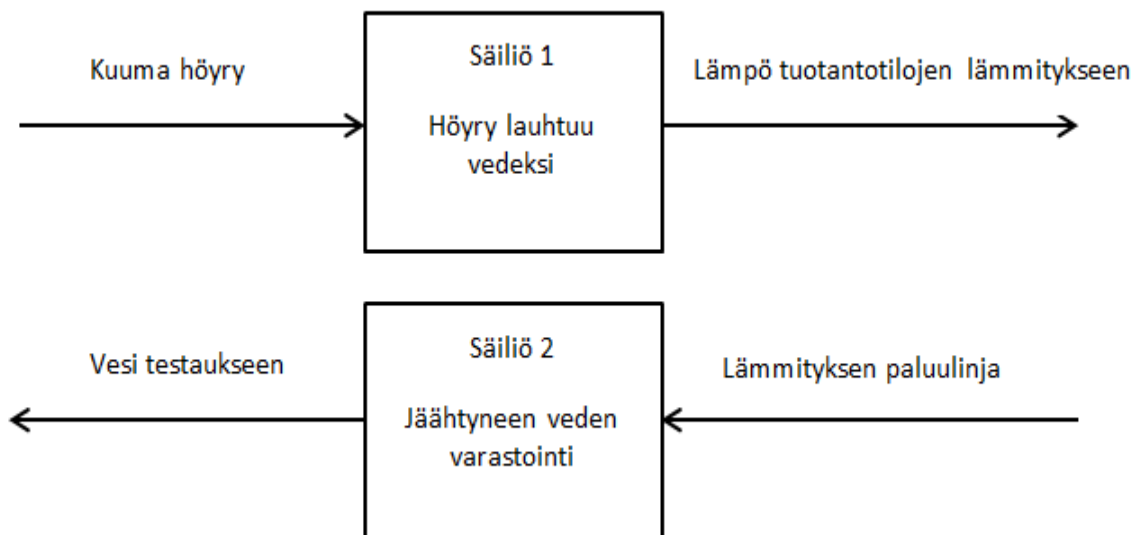 Kuuma höyry
Säiliö 1
Höyry lauhtuu
vedeksi
Lämpö tuotantotilojen lämmitykseen
Vesi testaukseen
Säiliö 2
Jäähtyneen veden
varastointi
Lämmityksen paluulinja